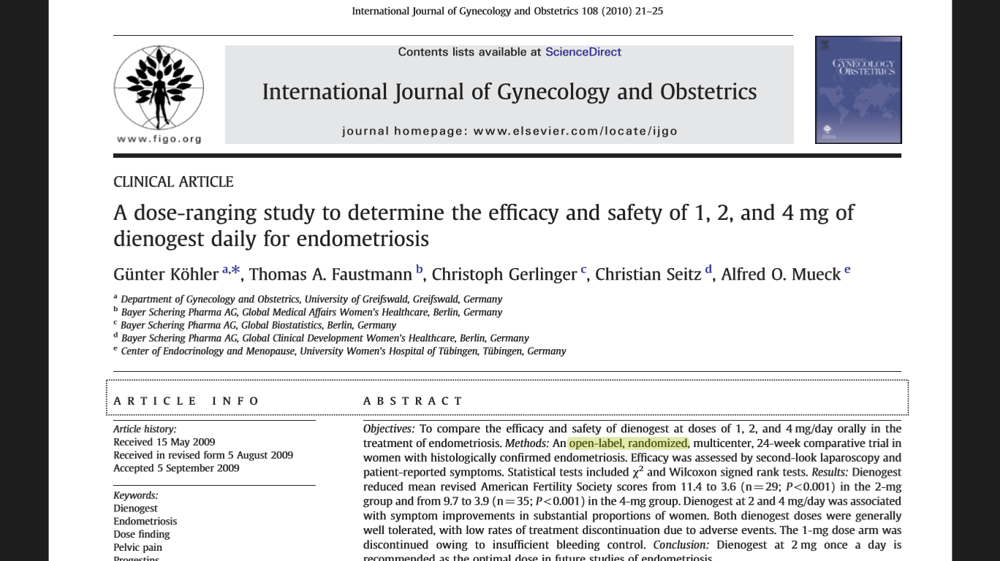 International Journal of Gynecology and Obstetrics 108 (2010) 21–25
Contents lists available at ScienceDirect
International Journal of Gynecology and Obstetrics
journal homepage: www.elsevier.com/locate/ijgo
www.figo.org
GYNECOLOGY
OBSTETRICS
CLINICAL ARTICLE
A dose-ranging study to determine the efficacy and safety of 1, 2, and 4 mg of
dienogest daily for endometriosis
Günter Köhler a,*, Thomas A. Faustmann b, Christoph Gerlinger c, Christian Seitz d, Alfred O. Mueck e
a Department of Gynecology and Obstetrics, University of Greifswald, Greifswald, Germany
b Bayer Schering Pharma AG, Global Medical Affairs Women's Healthcare, Berlin, Germany
c Bayer Schering Pharma AG, Global Biostatistics, Berlin, Germany
d Bayer Schering Pharma AG, Global Clinical Development Women's Healthcare, Berlin, Germany
e Center of Endocrinology and Menopause, University Women's Hospital of Tübingen, Tübingen, Germany
ARTICLE INFO
Article history:
Received 15 May 2009
Received in revised form 5 August 2009
Accepted 5 September 2009
Keywords:
Dienogest
Endometriosis
Dose finding
Pelvic pain
Progestins
ABSTRACT
Objectives: To compare the efficacy and safety of dienogest at doses of 1, 2, and 4 mg/day orally in the
treatment of endometriosis. Methods: An open-label, randomized, multicenter, 24-week comparative trial in
women with histologically confirmed endometriosis. Efficacy was assessed by second-look laparoscopy and
patient-reported symptoms. Statistical tests included χ2 and Wilcoxon signed rank tests. Results: Dienogest
reduced mean revised American Fertility Society scores from 11.4 to 3.6 (n=29; P<0.001) in the 2-mg
group and from 9.7 to 3.9 (n=35; P<0.001) in the 4-mg group. Dienogest at 2 and 4 mg/day was associated
with symptom improvements in substantial proportions of women. Both dienogest doses were generally
well tolerated, with low rates of treatment discontinuation due to adverse events. The 1-mg dose arm was
discontinued owing to insufficient bleeding control. Conclusion: Dienogest at 2 mg once a day is
recommended as the optimal dose in future studies of endometriosis.